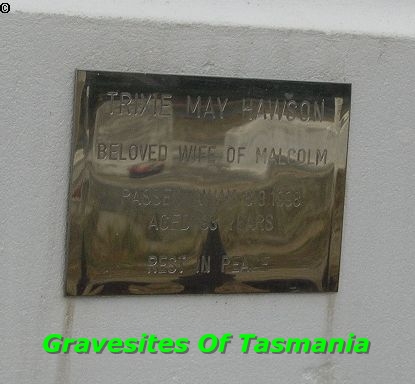 ©
TRIXIE MAY HAWSON
BELOVED WIFE OF MALCOLM
PASSED AWAY
AGED YEARS
REST IN PEACE
Gravesites Of Tasmania